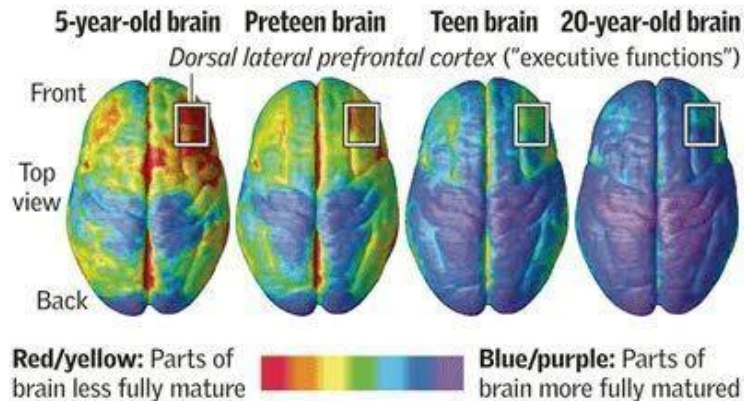 5-year-old brain Preteen brain Teen brain 20-year-old brain
Dorsal lateral prefrontal cortex ("executive functions")
Front
Top
view
Back
Red/yellow: Parts of
brain less fully mature
Blue/purple: Parts of
brain more fully matured